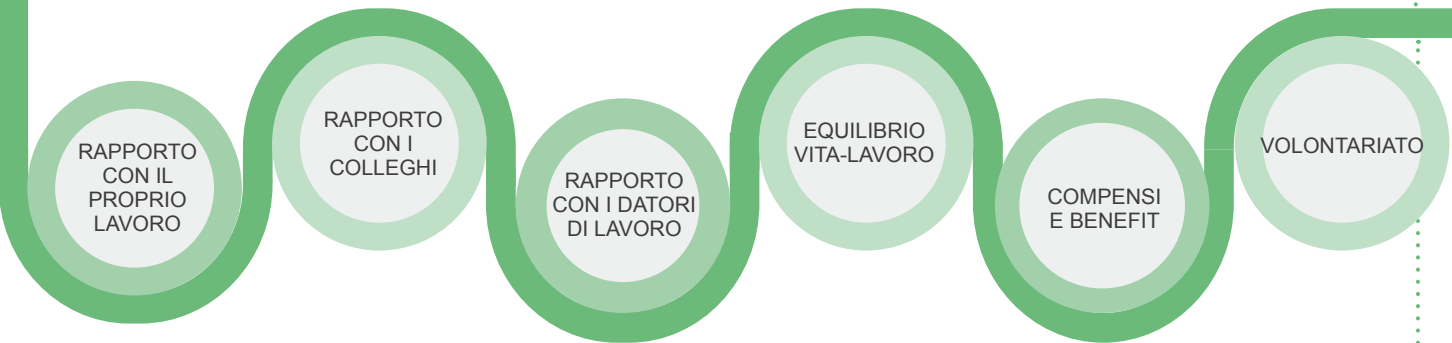 RAPPORTO
CON IL
PROPRIO
LAVORO
RAPPORTO
CON I
COLLEGHI
RAPPORTO
CON I DATORI
DI LAVORO
EQUILIBRIO
VITA-LAVORO
COMPENSI
E BENEFIT
VOLONTARIATO